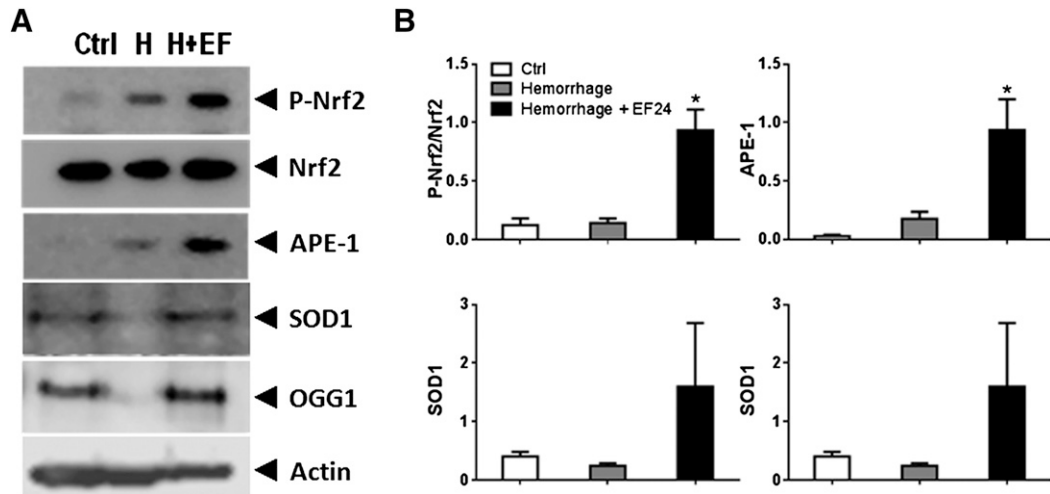 A
Ctrl H H+EF
P-Nrf2
Nrf2
APE-1
SOD1
OGG1
Actin
B
P-Nrf2/Nrf2
1.5
1.0
0.5
0.0
Ctrl
Hemorrhage
Hemorrhage + EF24
*
APE-1
1.5
1.0
0.5
0.0
*
SOD1
3
2
1
0
SOD1
3
2
1
0